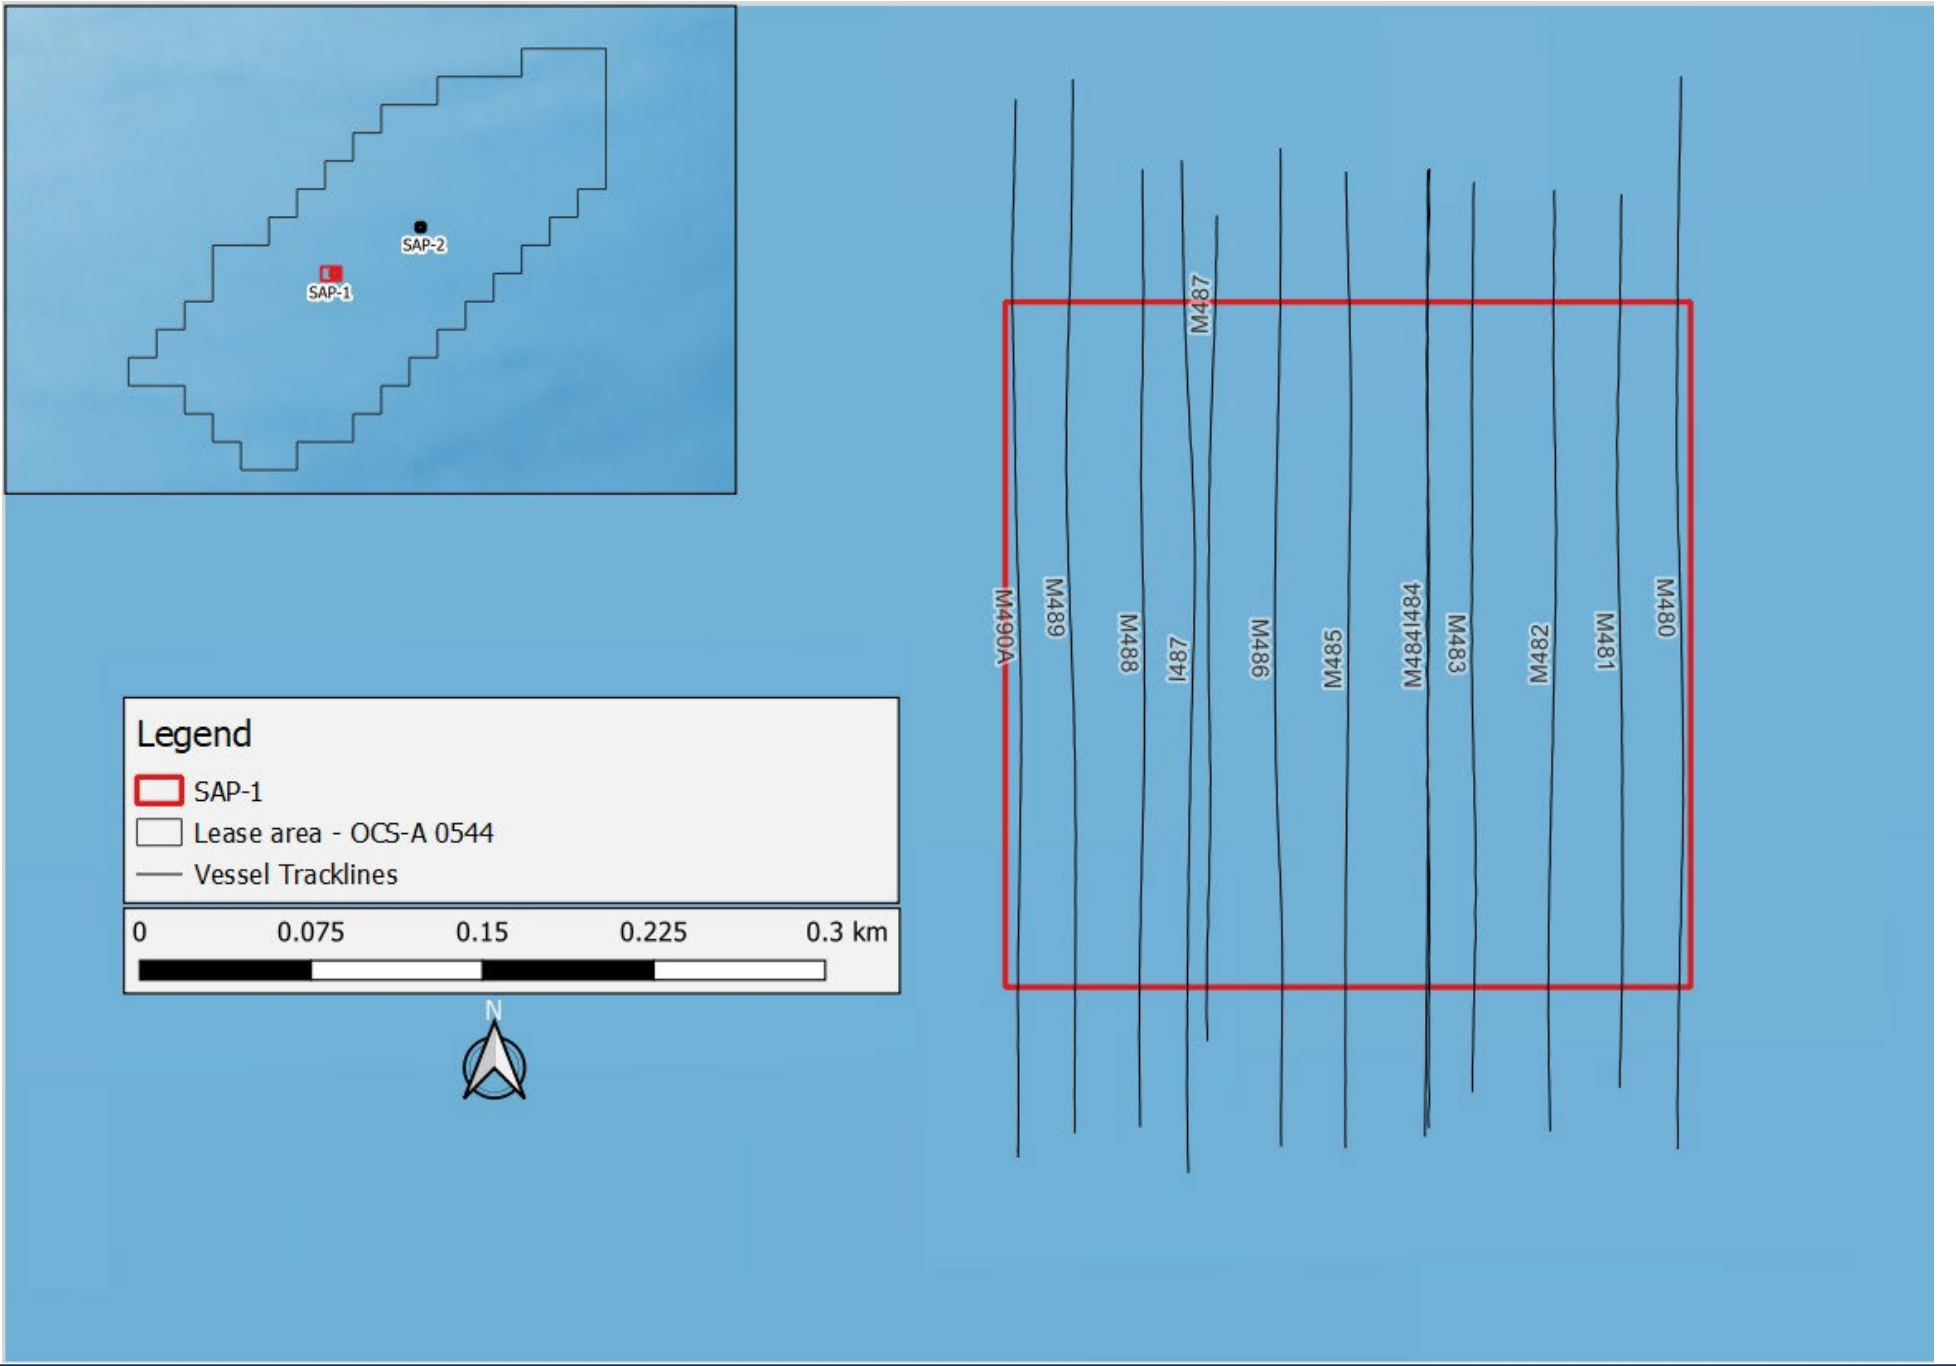 SAP-2
SAP-1
M487
M490A
M489
M488
I487
M486
M485
M484I484
M483
M482
M481
M480
Legend
SAP-1
Lease area - OCS-A 0544
Vessel Tracklines
0 0.075 0.15 0.225 0.3 km
N